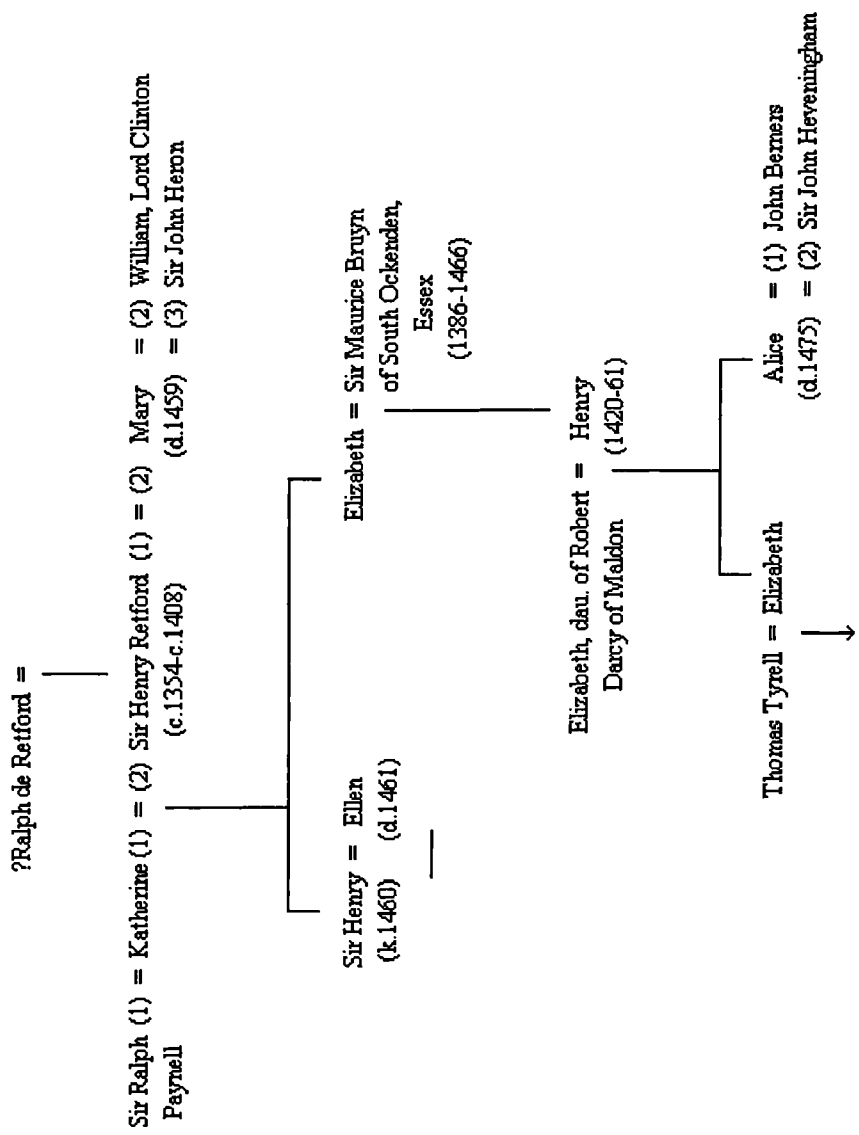 ?Ralph de Retford =
Sir Ralph (1) = Katherine (1) = (2) Sir Henry Retford (1) = (2) Mary = (2) William, Lord Clinton
Paynell (c.1354-c.1408) (d.1459) = (3) Sir John Heron
Sir Henry = Ellen
(k.1460) (d.1461)
Elizabeth = Sir Maurice Bruyn
of South Ockenden,
Essex
(1386-1466)
Elizabeth, dau. of Robert = Henry
Darcy of Maldon (1420-61)
Thomas Tyrell = Elizabeth
Alice = (1) John Berners
(d.1475) = (2) Sir John Heveningham